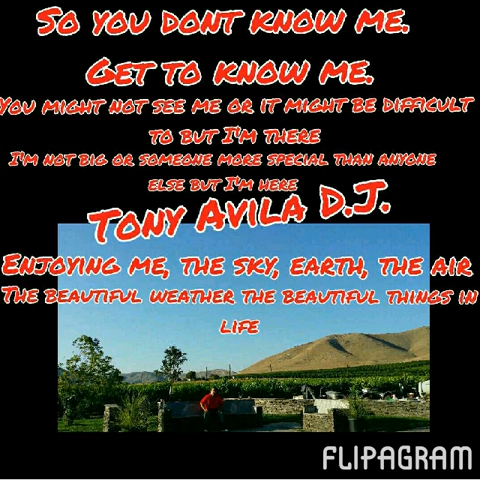 So you dont know me.
Get to know me.
You might not see me or it might be difficult
to but I'm there
I'm not big or someone more special than anyone
else but I'm here
Tony Avila D.J.
Enjoying me, the sky, earth, the air
The beautiful weather the beautiful things in
life
FLIPAGRAM